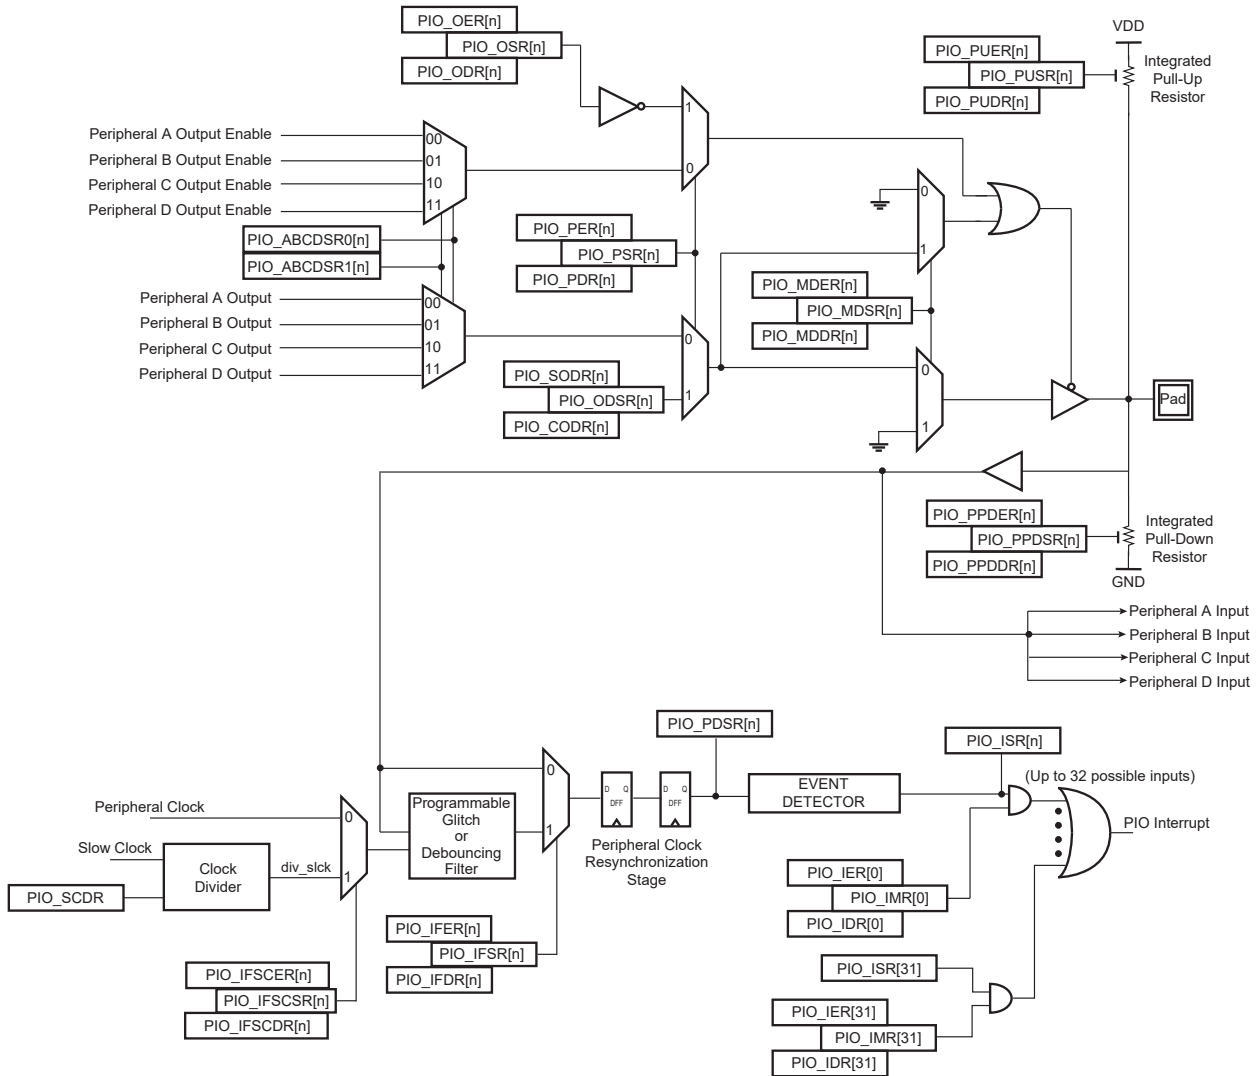 PIO_OER[n]
PIO_OSR[n]
PIO_ODR[n]
VDD
PIO_PUER[n]
PIO_PUSR[n]
PIO_PUDR[n]
Integrated
Pull-Up
Resistor
1
0
Peripheral A Output Enable
Peripheral B Output Enable
Peripheral C Output Enable
Peripheral D Output Enable
00
01
10
11
0
1
PIO_ABCDSR0[n]
PIO_ABCDSR1[n]
PIO_PER[n]
PIO_PSR[n]
PIO_PDR[n]
PIO_MDER[n]
PIO_MDSR[n]
PIO_MDDR[n]
Peripheral A Output
Peripheral B Output
Peripheral C Output
Peripheral D Output
00
01
10
11
0
1
PIO_SODR[n]
PIO_ODSR[n]
PIO_CODR[n]
0
1
Pad
PIO_PPDER[n]
PIO_PPDSR[n]
PIO_PPDDR[n]
Integrated
Pull-Down
Resistor
GND
Peripheral A Input
Peripheral B Input
Peripheral C Input
Peripheral D Input
PIO_PDSR[n]
PIO_ISR[n]
(Up to 32 possible inputs)
Peripheral Clock
Slow Clock
PIO_SCDR
Clock
Divider
div_slck
0
1
Programmable
Glitch
or
Debouncing
Filter
0
1
D Q
DFF
D Q
DFF
Peripheral Clock
Resynchronization
Stage
EVENT
DETECTOR
PIO Interrupt
PIO_IER[0]
PIO_IMR[0]
PIO_IDR[0]
PIO_IFER[n]
PIO_IFSR[n]
PIO_IFDR[n]
PIO_IFSCER[n]
PIO_IFSCSR[n]
PIO_IFSCDR[n]
PIO_ISR[31]
PIO_IER[31]
PIO_IMR[31]
PIO_IDR[31]